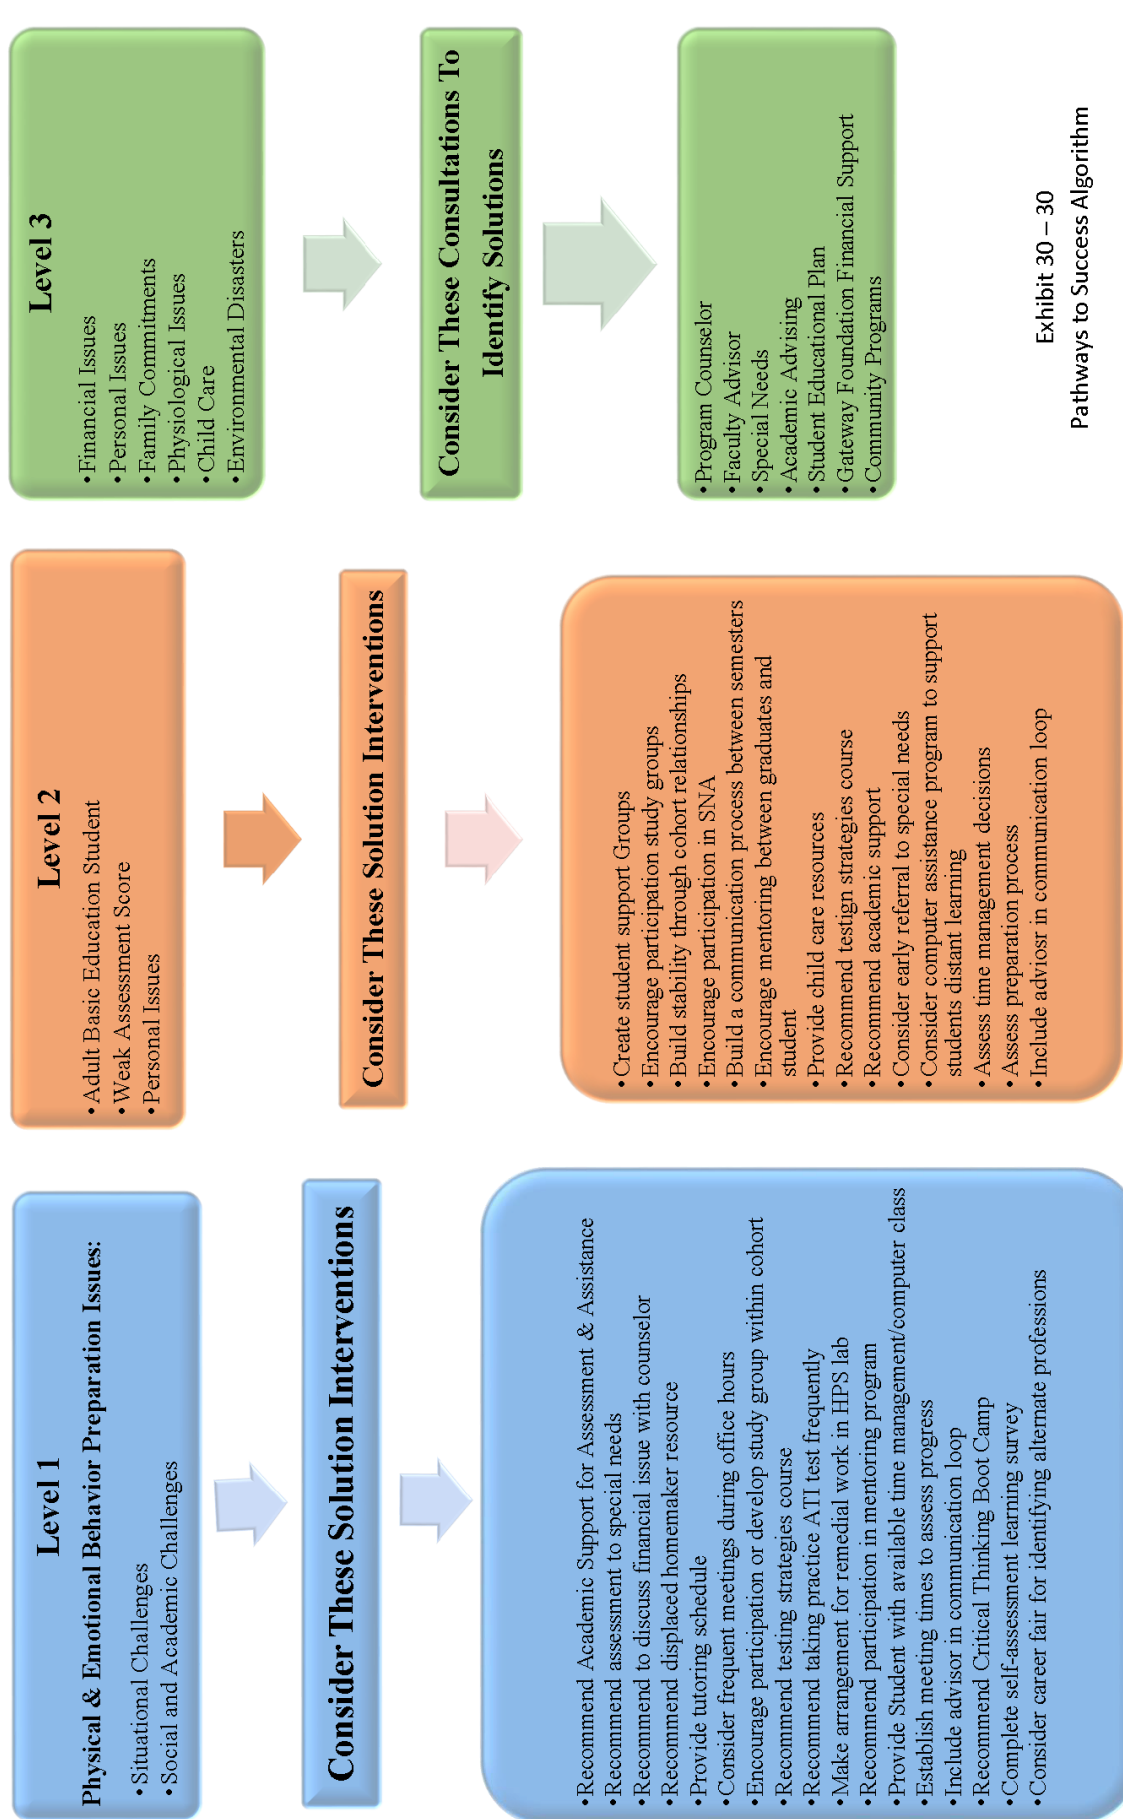 Level 1
Physical & Emotional Behavior Preparation Issues:
•Situational Challenges
•Social and Academic Challenges
Consider These Solution Interventions
•Recommend Academic Support for Assessment & Assistance
•Recommend assessment to special needs
•Recommend to discuss financial issue with counselor
•Recommend displaced homemaker resource
•Provide tutoring schedule
•Consider frequent meetings during office hours
•Encourage participation or develop study group within cohort
•Recommend testing strategies course
•Recommend taking practice ATI test frequently
•Make arrangement for remedial work in HPS lab
•Recommend participation in mentoring program
•Provide Student with available time management/computer class
•Establish meeting times to assess progress
•Include advisor in communication loop
•Recommend Critical Thinking Boot Camp
•Complete self-assessment learning survey
•Consider career fair for identifying alternate professions
Level 2
•Adult Basic Education Student
•Weak Assessment Score
•Personal Issues
Consider These Solution Interventions
•Create student support Groups
•Encourage participation study groups
•Build stability through cohort relationships
•Encourage participation in SNA
•Build a communication process between semesters
•Encourage mentoring between graduates and
student
•Provide child care resources
•Recommend testign strategies course
•Recommend academic support
•Consider early referral to special needs
•Consider computer assistance program to support
students distant learning
•Assess time management decisions
•Assess preparation process
•Include adviosr in communication loop
Level 3
•Financial Issues
•Personal Issues
•Family Commitments
•Physiological Issues
•Child Care
•Environmental Disasters
Consider These Consultations To
Identify Solutions
•Program Counselor
•Faculty Advisor
•Special Needs
•Academic Advising
•Student Educational Plan
•Gateway Foundation Financial Support
•Community Programs
Exhibit 30 – 30
Pathways to Success Algorithm